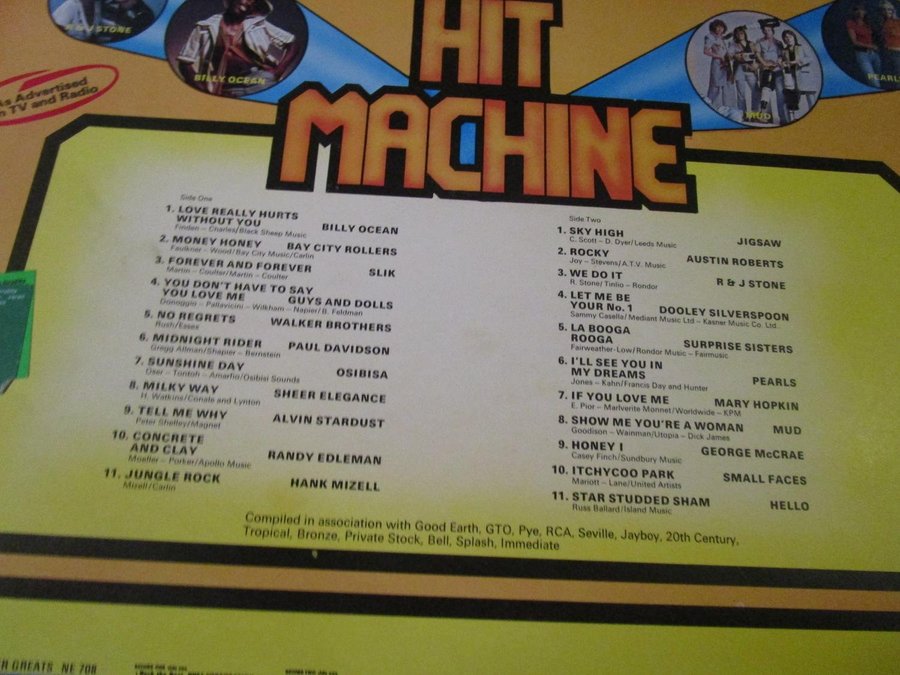 & J STONE
BILLY OCEAN
HIT
MACHINE
MUD
PEARL
As Advertised
n TV and Radio
Side One
1. LOVE REALLY HURTS
WITHOUT YOU BILLY OCEAN
Finden – Charles/Black Sheep Music
2. MONEY HONEY BAY CITY ROLLERS
Faulkner – Wood/Bay City Music/Carlin
3. FOREVER AND FOREVER SLIK
Martin – Coulter/Martin – Coulter
4. YOU DON'T HAVE TO SAY
YOU LOVE ME GUYS AND DOLLS
Donoggio – Pallavicini – Wilkham – Napier/B. Feldman
5. NO REGRETS WALKER BROTHERS
Rush/Essex
6. MIDNIGHT RIDER PAUL DAVIDSON
Gregg Allman/Shapier – Bernstein
7. SUNSHINE DAY OSIBISA
Oser – Tontoh – Amarfio/Osibisi Sounds
8. MILKY WAY SHEER ELEGANCE
H. Watkins/Conate and Lynton
9. TELL ME WHY ALVIN STARDUST
Peter Shelley/Magnet
10. CONCRETE
AND CLAY RANDY EDLEMAN
Moeller – Porker/Apollo Music
11. JUNGLE ROCK HANK MIZELL
Mizell/Carlin
Side Two
1. SKY HIGH JIGSAW
C. Scott – D. Dyer/Leeds Music
2. ROCKY AUSTIN ROBERTS
Joy – Stevens/A.T.V. Music
3. WE DO IT R & J STONE
R. Stone/Tinlio – Rondor
4. LET ME BE
YOUR No. 1 DOOLEY SILVERSPOON
Sammy Casella/Mediant Music Ltd – Kasner Music Co. Ltd..
5. LA BOOGA
ROOGA SURPRISE SISTERS
Fairweather-Low/Rondor Music – Fairmusic
6. I'LL SEE YOU IN
MY DREAMS PEARLS
Jones – Kahn/Francis Day and Hunter
7. IF YOU LOVE ME MARY HOPKIN
E. Pior – Marlvente Monnet/Worldwide – KPM
8. SHOW ME YOU'RE A WOMAN MUD
Goodison – Wainman/Utopia – Dick James
9. HONEY I GEORGE McCRAE
Casey Finch/Sundbury Music
10. ITCHYCOO PARK SMALL FACES
Mariott – Lane/United Artists
11. STAR STUDDED SHAM HELLO
Russ Ballard/Island Music
Compiled in association with Good Earth, GTO, Pye, RCA, Seville, Jayboy, 20th Century,
Tropical, Bronze, Private Stock, Bell, Splash, Immediate
R GREATS NE 708